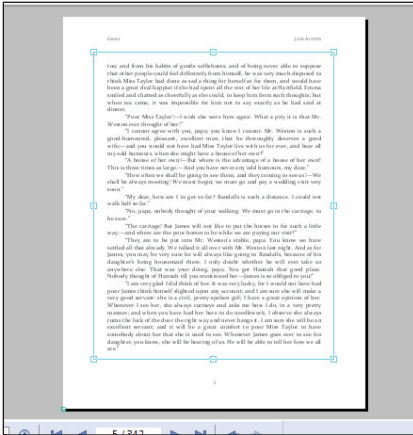 Emma
Jane Austen
too; and from his habits of gentle selfishness, and of being never able to suppose
that other people could feel differently from himself, he was very much disposed to
think Miss Taylor had done as sad a thing for herself as for them, and would have
been a great deal happier if she had spent all the rest of her life at Hartfield. Emma
smiled and chatted as cheerfully as she could, to keep him from such thoughts; but
when tea came, it was impossible for him not to say exactly as he had said at
dinner,
"Poor Miss Taylor!—I wish she were here again. What a pity it is that Mr.
Weston ever thought of her!"
"I cannot agree with you, papa; you know I cannot. Mr. Weston is such a
good-humoured, pleasant, excellent man, that he thoroughly deserves a good
wife;—and you would not have had Miss Taylor live with us for ever, and bear all
my odd humours, when she might have a house of her own?"
"A house of her own!—But where is the advantage of a house of her own?
This is three times as large.—And you have never any odd humours, my dear."
"How often we shall be going to see them, and they coming to see us!—We
shall be always meeting! We must begin; we must go and pay a wedding visit very
soon."
"My dear, how am I to get so far? Randalls is such a distance. I could not
walk half so far."
"No, papa, nobody thought of your walking. We must go in the carriage, to
be sure."
"The carriage! But James will not like to put the horses to for such a little
way;—and where are the poor horses to be while we are paying our visit?"
"They are to be put into Mr. Weston's stable, papa. You know we have
settled all that already. We talked it all over with Mr. Weston last night. And as for
James, you may be very sure he will always like going to Randalls, because of his
daughter's being housemaid there. I only doubt whether he will ever take us
anywhere else. That was your doing, papa. You got Hannah that good place.
Nobody thought of Hannah till you mentioned her—James is so obliged to you!"
"I am very glad I did think of her. It was very lucky, for I would not have had
poor James think himself slighted upon any account; and I am sure she will make a
very good servant: she is a civil, pretty-spoken girl; I have a great opinion of her.
Whenever I see her, she always curtseys and asks me how I do, in a very pretty
manner; and when you have had her here to do needlework, I observe she always
turns the lock of the door the right way and never bangs it. I am sure she will be an
excellent servant; and it will be a great comfort to poor Miss Taylor to have
somebody about her that she is used to see. Whenever James goes over to see his
daughter, you know, she will be hearing of us. He will be able to tell her how we all
are."
5
5 / 342